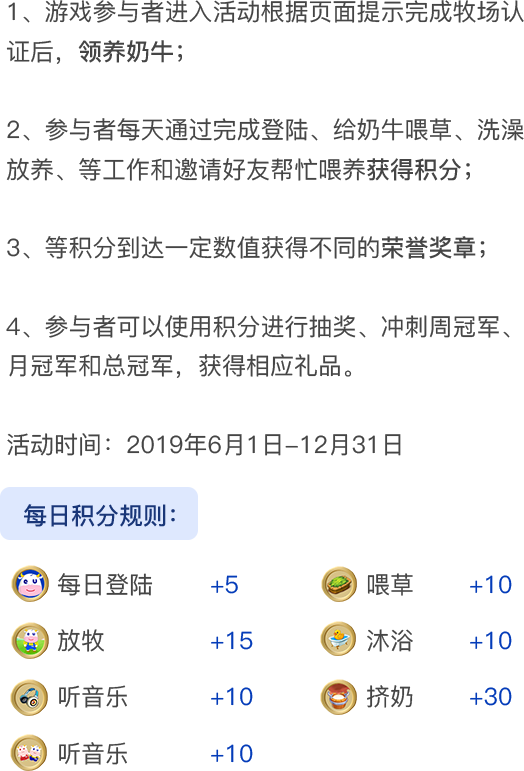 1、游戏参与者进入活动根据页面提示完成牧场认
证后，领养奶牛；
2、参与者每天通过完成登陆、给奶牛喂草、洗澡
放养、等工作和邀请好友帮忙喂养获得积分；
3、等积分到达一定数值获得不同的荣誉奖章；
4、参与者可以使用积分进行抽奖、冲刺周冠军、
月冠军和总冠军，获得相应礼品。
活动时间：2019年6月1日-12月31日
每日积分规则：
每日登陆 +5 喂草 +10
放牧 +15 沐浴 +10
听音乐 +10 挤奶 +30
听音乐 +10